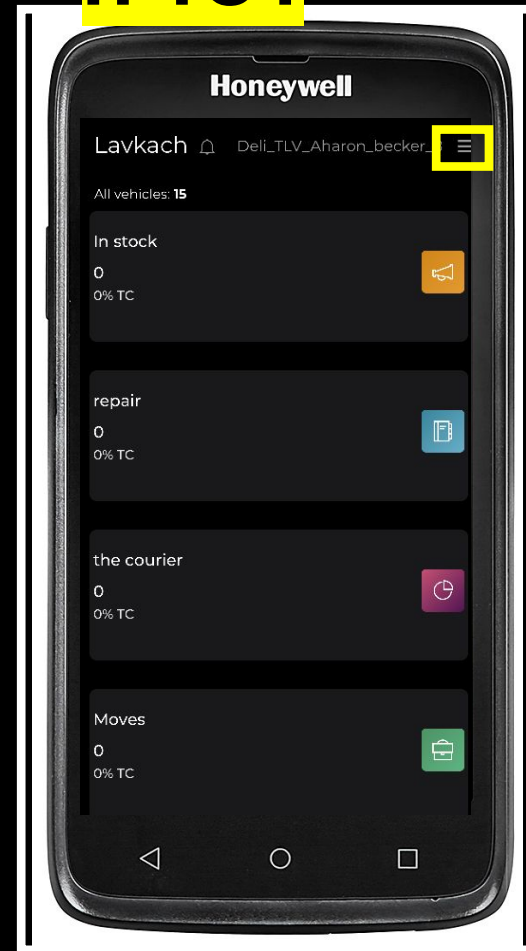 Honeywell
Lavkach Deli_TLV_Aharon_becker_
All vehicles: 15
In stock
0
0% TC
repair
0
0% TC
the courier
0
0% TC
Moves
0
0% TC